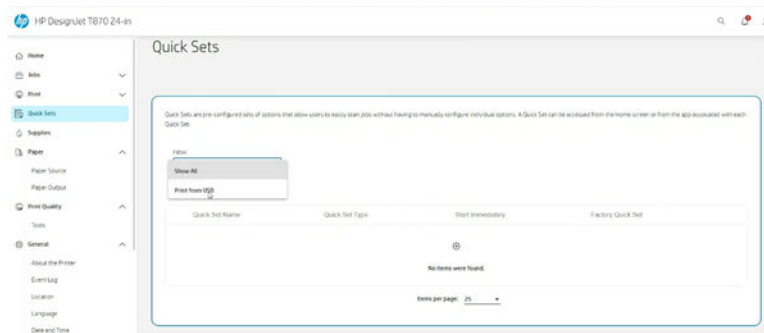 hp HP DesignJet T870 24-in
Home
Jobs
Print
Quick Sets
Supplies
Paper
Paper Source
Paper Output
Print Quality
Tools
General
About the Printer
Event Log
Location
Language
Date and Time
Quick Sets
Quick Sets are pre-configured sets of options that allow users to easily start jobs without having to manually configure individual options. A Quick Set can be accessed from the home screen or from the app associated with each
Quick Set.
Filter
Show All
Print from USB
Quick Set Name Quick Set Type Start Immediately Factory Quick Set
No items were found.
Items per page: 25